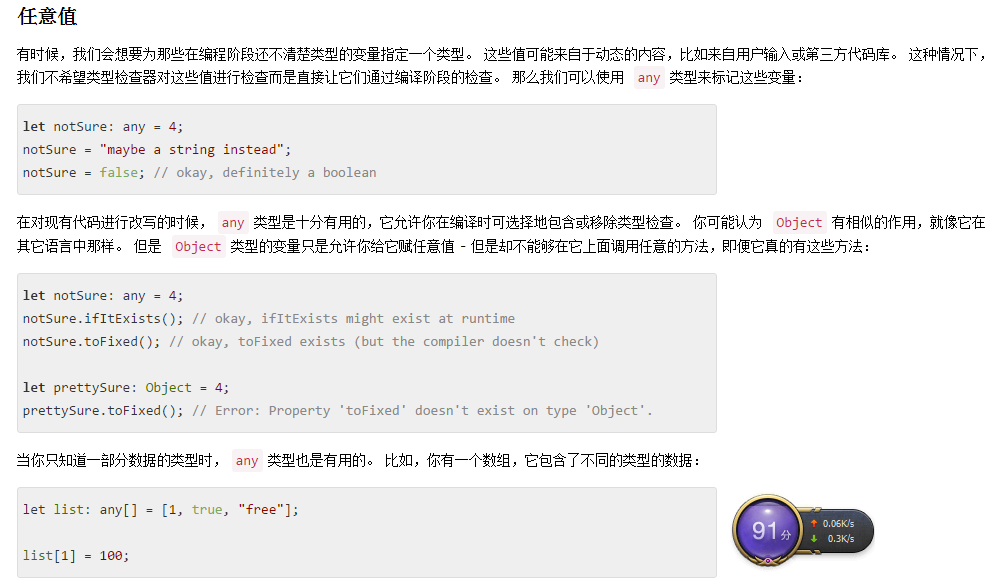 任意值
有时候，我们会想要为那些在编程阶段还不清楚类型的变量指定一个类型。 这些值可能来自于动态的内容，比如来自用户输入或第三方代码库。 这种情况下，
我们不希望类型检查器对这些值进行检查而是直接让它们通过编译阶段的检查。 那么我们可以使用 any 类型来标记这些变量：
let notSure: any = 4;
notSure = "maybe a string instead";
notSure = false; // okay, definitely a boolean
在对现有代码进行改写的时候， any 类型是十分有用的，它允许你在编译时可选择地包含或移除类型检查。 你可能认为 Object 有相似的作用，就像它在
其它语言中那样。 但是 Object 类型的变量只是允许你给它赋任意值 - 但是却不能够在它上面调用任意的方法，即便它真的有这些方法：
let notSure: any = 4;
notSure.ifItExists(); // okay, ifItExists might exist at runtime
notSure.toFixed(); // okay, toFixed exists (but the compiler doesn't check)
let prettySure: Object = 4;
prettySure.toFixed(); // Error: Property 'toFixed' doesn't exist on type 'Object'.
当你只知道一部分数据的类型时， any 类型也是有用的。 比如，你有一个数组，它包含了不同的类型的数据：
let list: any[] = [1, true, "free"];
list[1] = 100;
91分
0.06K/s
0.3K/s